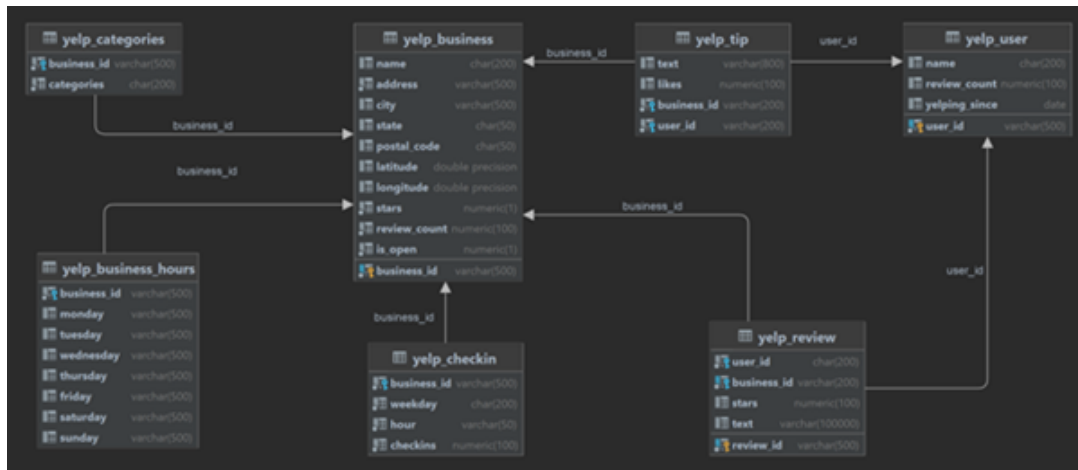 yelp_categories
business_id varchar(500)
categories char(200)
business_id
business_id
yelp_business
name char(200)
address varchar(500)
city varchar(500)
state char(50)
postal_code char(50)
latitude double precision
longitude double precision
stars numeric(1)
review_count numeric(100)
is_open numeric(1)
business_id varchar(500)
business_id
yelp_tip
text varchar(800)
likes numeric(100)
business_id varchar(200)
user_id varchar(200)
user_id
yelp_user
name char(200)
review_count numeric(100)
yelping_since date
user_id varchar(500)
business_id
user_id
yelp_business_hours
business_id varchar(500)
monday varchar(500)
tuesday varchar(500)
wednesday varchar(500)
thursday varchar(500)
friday varchar(500)
saturday varchar(500)
sunday varchar(500)
business_id
yelp_checkin
business_id varchar(500)
weekday char(200)
hour varchar(50)
checkins numeric(100)
yelp_review
user_id char(200)
business_id varchar(200)
stars numeric(100)
text varchar(100000)
review_id varchar(500)